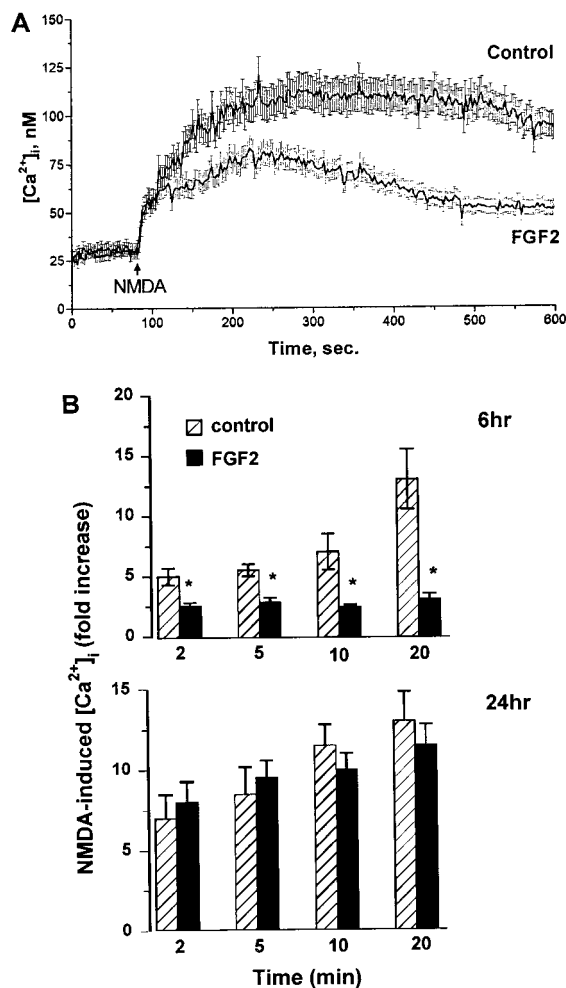 A
[Ca²⁺]ᵢ, nM
150
125
100
75
50
25
0
Control
FGF2
NMDA
0
100
200
300
400
500
600
Time, sec.
B
NMDA-induced [Ca²⁺]ᵢ (fold increase)
20
15
10
5
0
control
FGF2
6hr
*
*
*
*
2
5
10
20
15
10
5
0
24hr
2
5
10
20
Time (min)